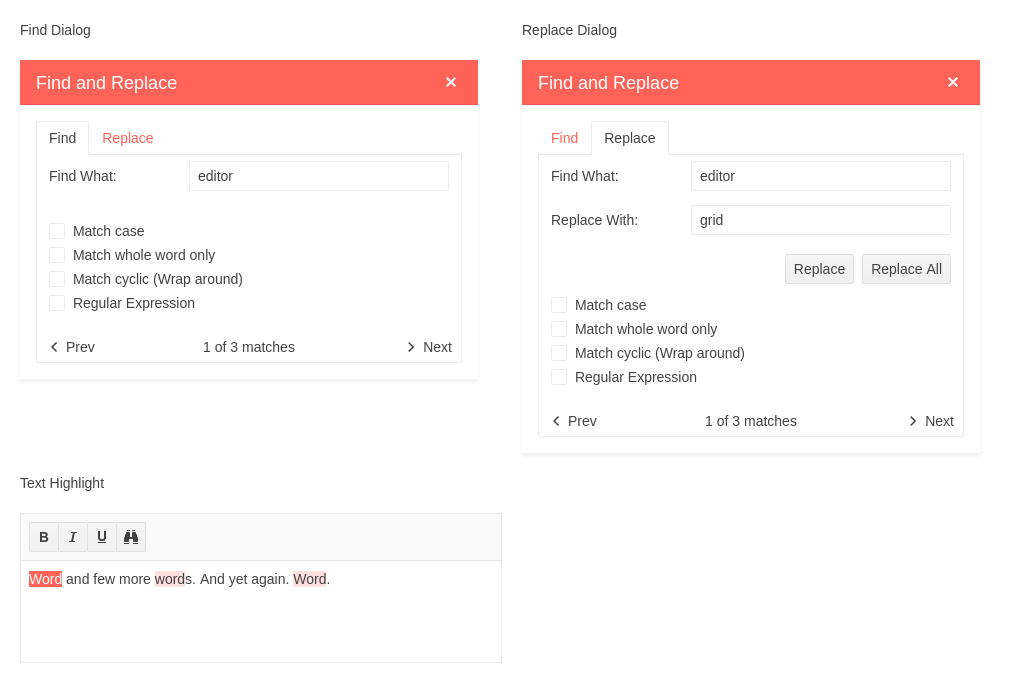 Find Dialog
Find and Replace
Find Replace
Find What: editor
Match case
Match whole word only
Match cyclic (Wrap around)
Regular Expression
Prev 1 of 3 matches Next
Replace Dialog
Find and Replace
Find Replace
Find What: editor
Replace With: grid
Replace Replace All
Match case
Match whole word only
Match cyclic (Wrap around)
Regular Expression
Prev 1 of 3 matches Next
Text Highlight
B I U
Word and few more words. And yet again. Word.